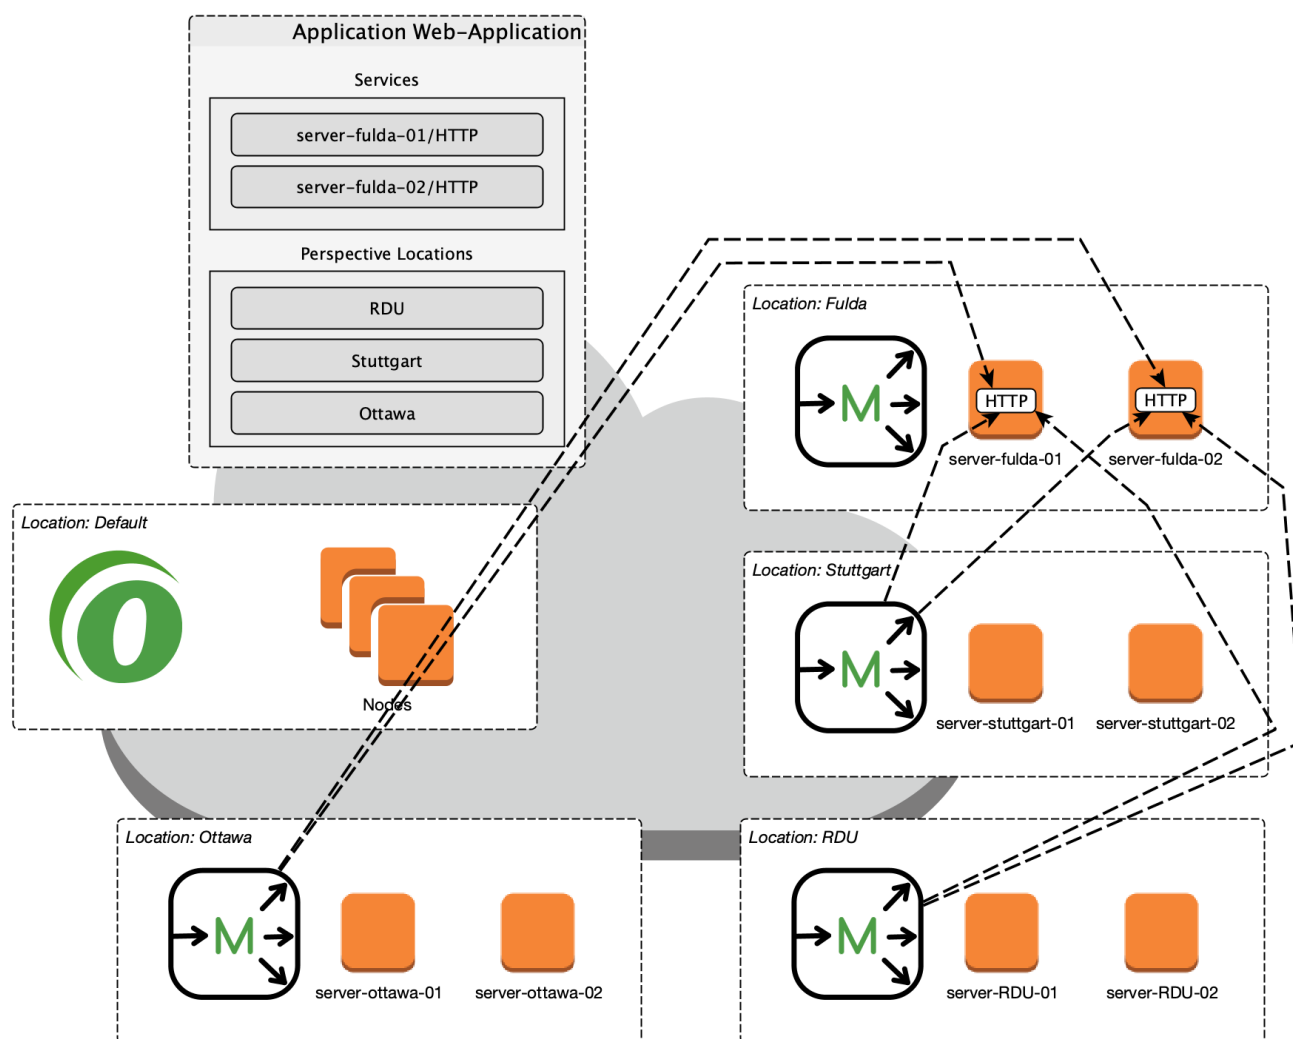 Application Web-Application
Services
server-fulda-01/HTTP
server-fulda-02/HTTP
Perspective Locations
RDU
Stuttgart
Ottawa
Location: Fulda
M
HTTP
HTTP
server-fulda-01
server-fulda-02
Location: Default
Nodes
Location: Stuttgart
M
server-stuttgart-01
server-stuttgart-02
Location: Ottawa
M
server-ottawa-01
server-ottawa-02
Location: RDU
M
server-RDU-01
server-RDU-02